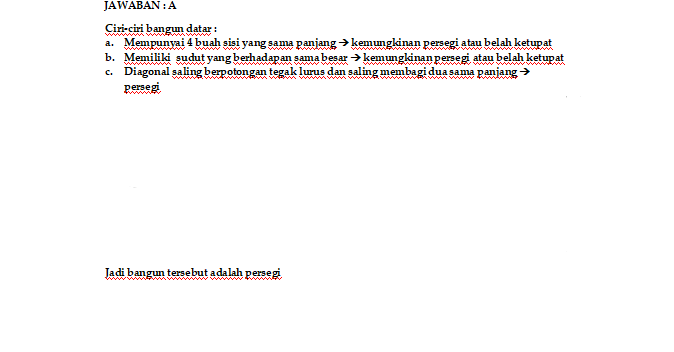 JAWABAN : A
Ciri-ciri bangun datar :
a. Mempunyai 4 buah sisi yang sama panjang → kemungkinan persegi atau belah ketupat
b. Memiliki sudut yang berhadapan sama besar → kemungkinan persegi atau belah ketupat
c. Diagonal saling berpotongan tegak lurus dan saling membagi dua sama panjang →
persegi
Jadi bangun tersebut adalah persegi